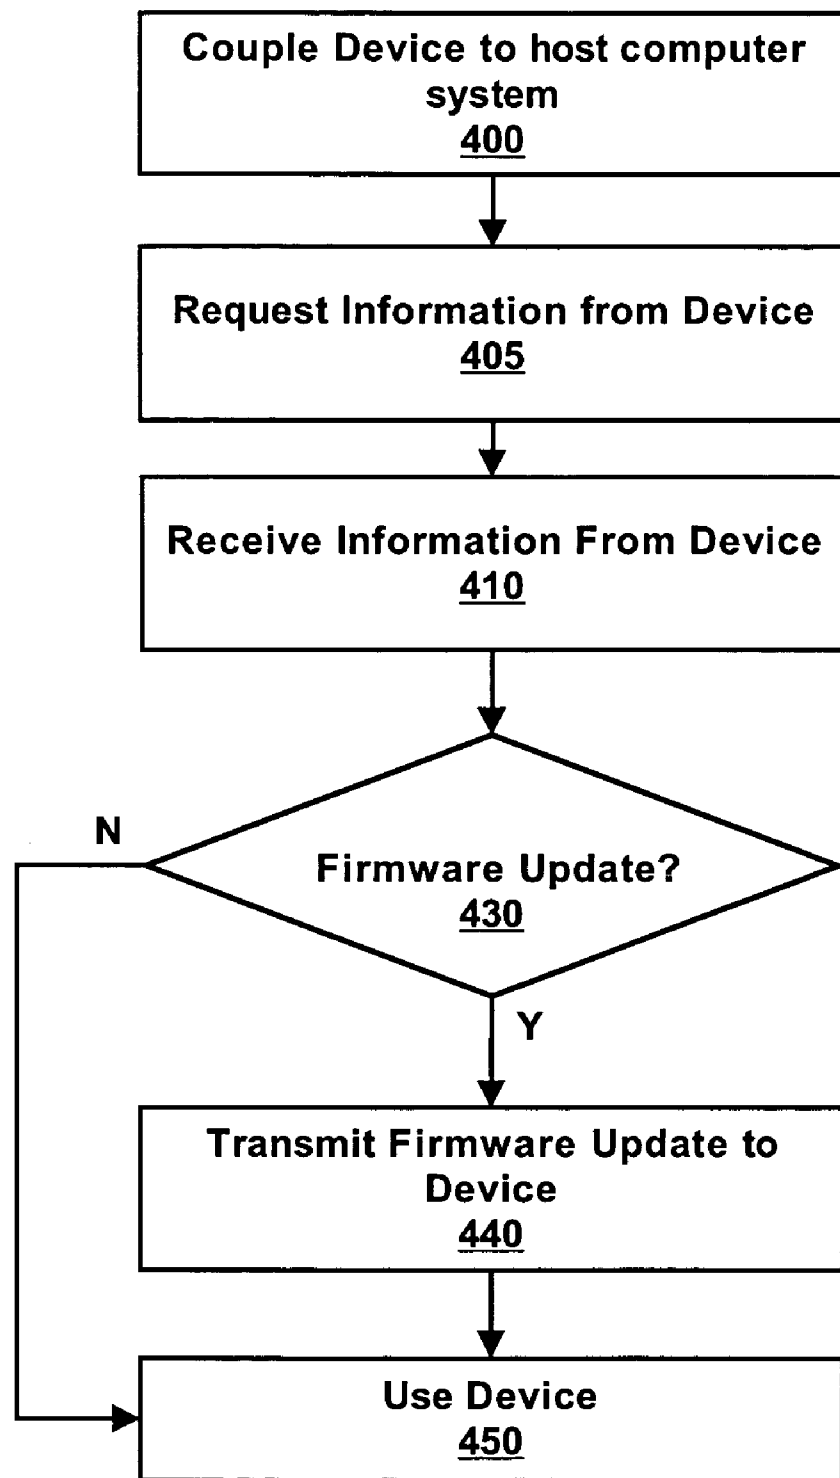 Couple Device to host computer
system
400
Request Information from Device
405
Receive Information From Device
410
N
Firmware Update?
430
Y
Transmit Firmware Update to
Device
440
Use Device
450